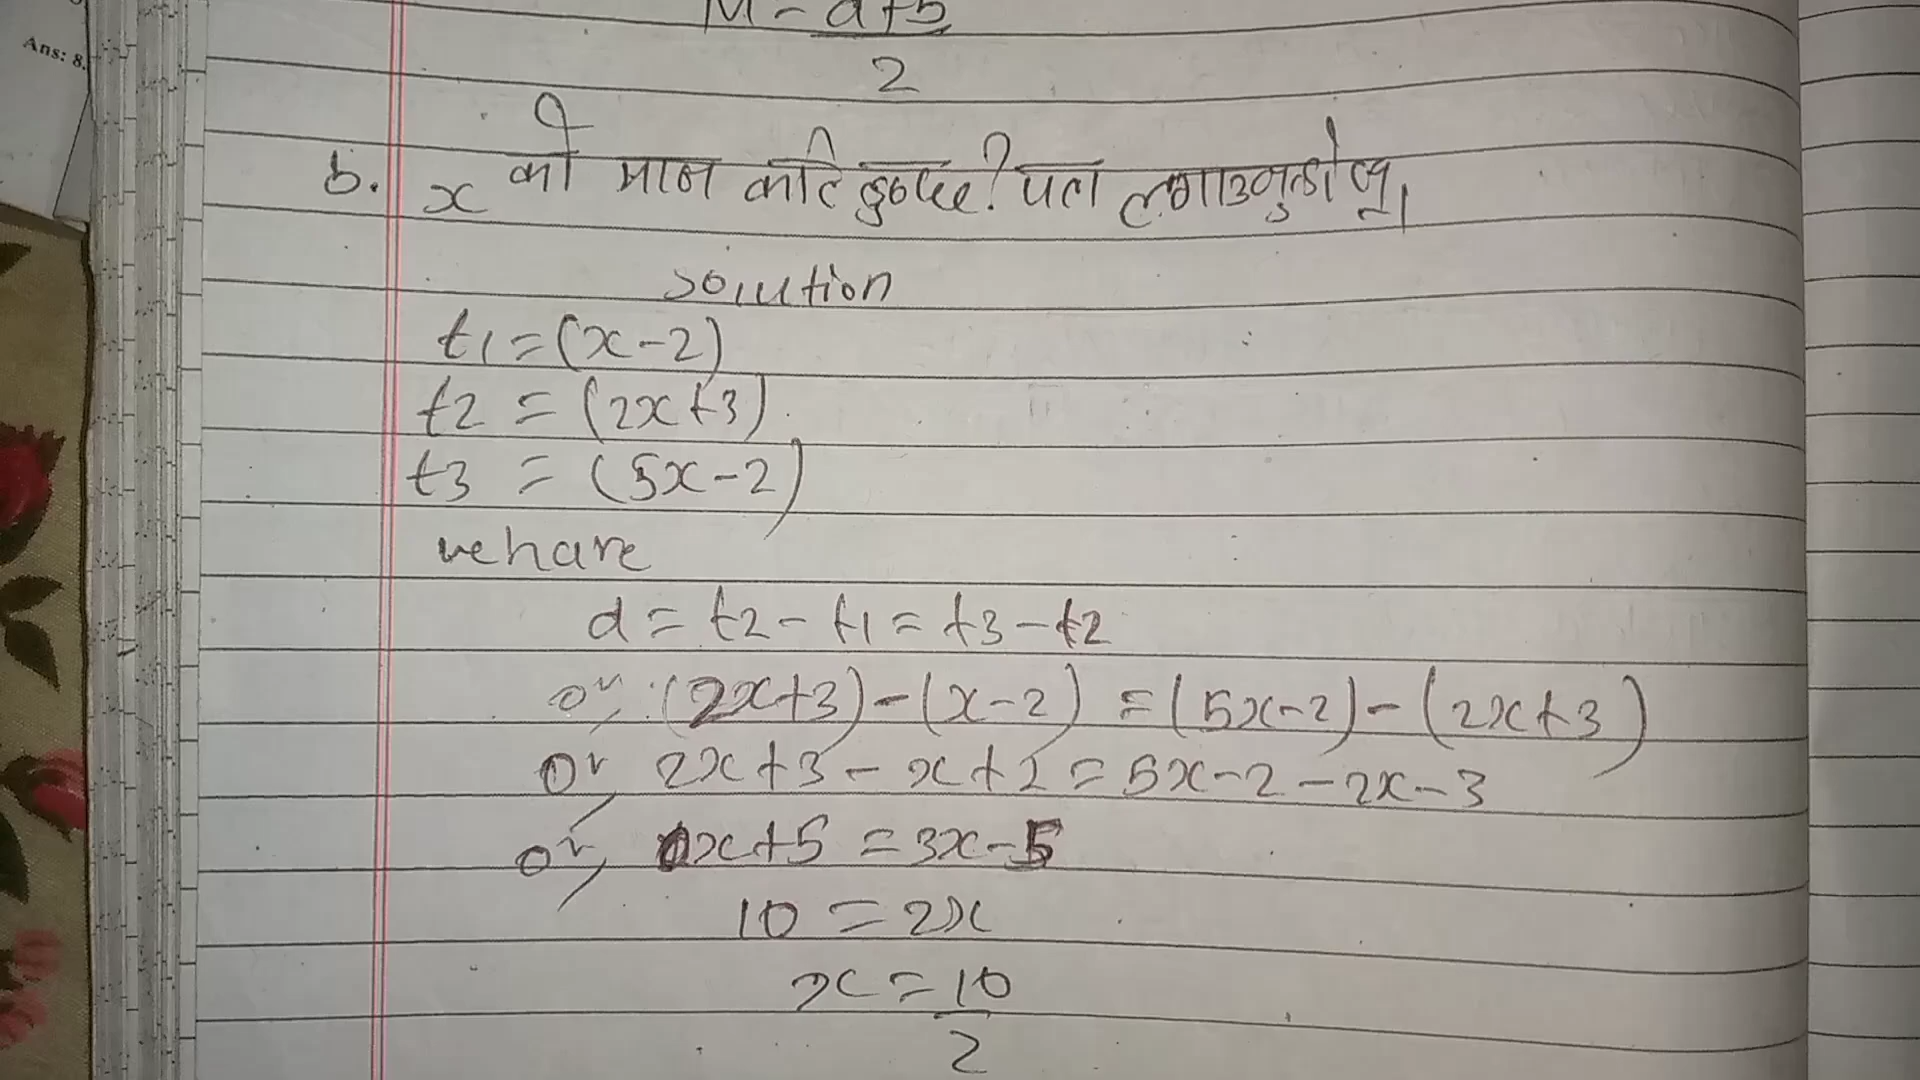 Ans: 8.
M = a+b
2
b. x को मान कति हुन्छ? पत्ता लगाउनुहोस्।
solution
t1 = (x-2)
t2 = (2x+3)
t3 = (5x-2)
we have
d = t2 - t1 = t3 - t2
or, (2x+3) - (x-2) = (5x-2) - (2x+3)
or, 2x+3 - x+2 = 5x-2 - 2x-3
or, x+5 = 3x-5
10 = 2x
x = 10
2